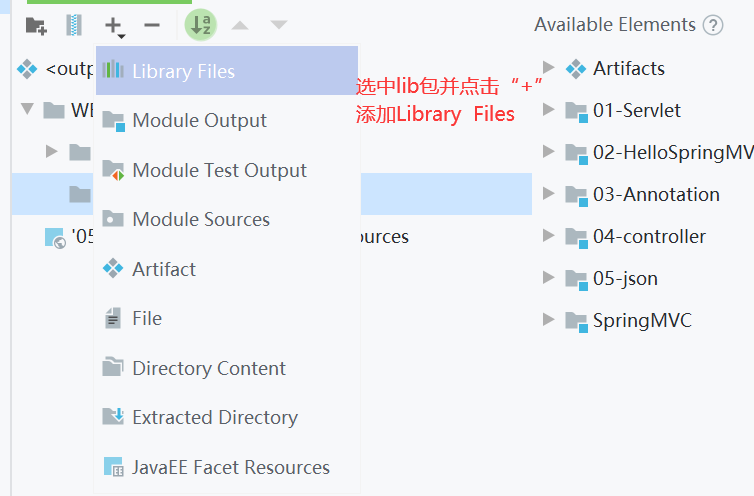 Available Elements
<outp
Library Files
选中lib包并点击“+”
添加Library Files
Artifacts
WE
Module Output
01-Servlet
Module Test Output
02-HelloSpringMV
03-Annotation
Module Sources
'05
ources
04-controller
Artifact
05-json
File
SpringMVC
Directory Content
Extracted Directory
JavaEE Facet Resources